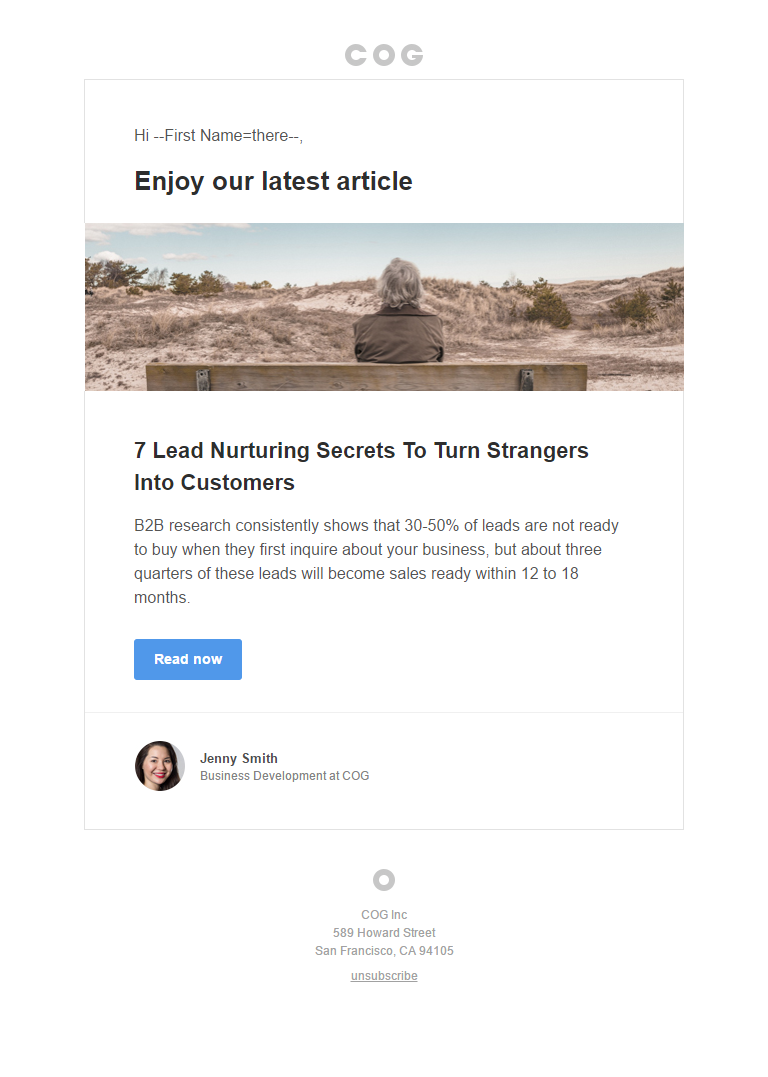 COG
Hi --First Name=there--,
Enjoy our latest article
7 Lead Nurturing Secrets To Turn Strangers
Into Customers
B2B research consistently shows that 30-50% of leads are not ready
to buy when they first inquire about your business, but about three
quarters of these leads will become sales ready within 12 to 18
months.
Read now
Jenny Smith
Business Development at COG
COG Inc
589 Howard Street
San Francisco, CA 94105
unsubscribe